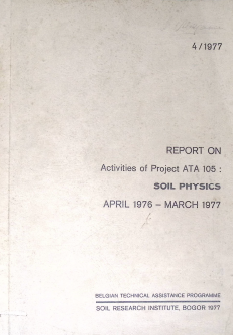 4/1977
REPORT ON
Activities of Project ATA 105 :
SOIL PHYSICS
APRIL 1976 - MARCH 1977
BELGIAN TECHNICAL ASSISTANCE PROGRAMME
SOIL RESEARCH INSTITUTE, BOGOR 1977